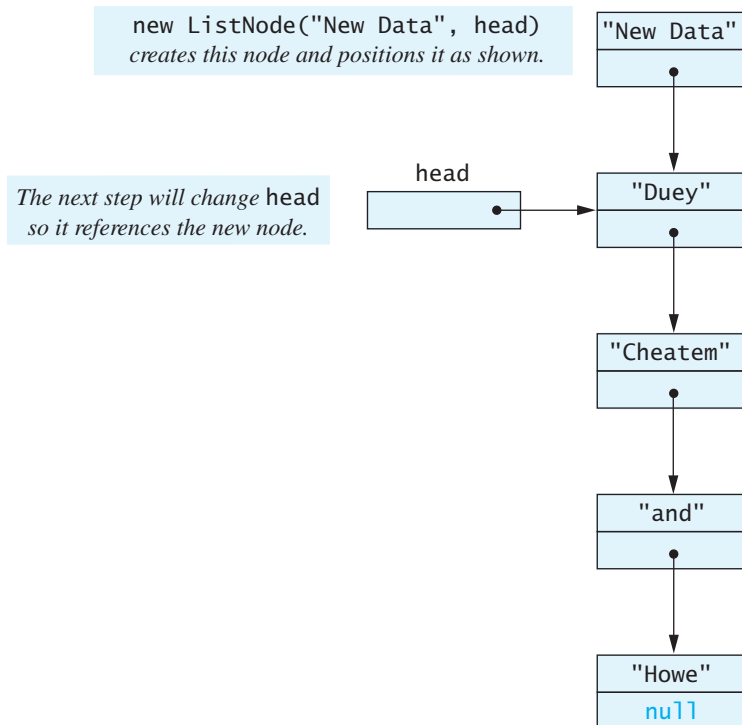 new ListNode("New Data", head)
creates this node and positions it as shown.
"New Data"
head
The next step will change head
so it references the new node.
"Duey"
"Cheatem"
"and"
"Howe"
null